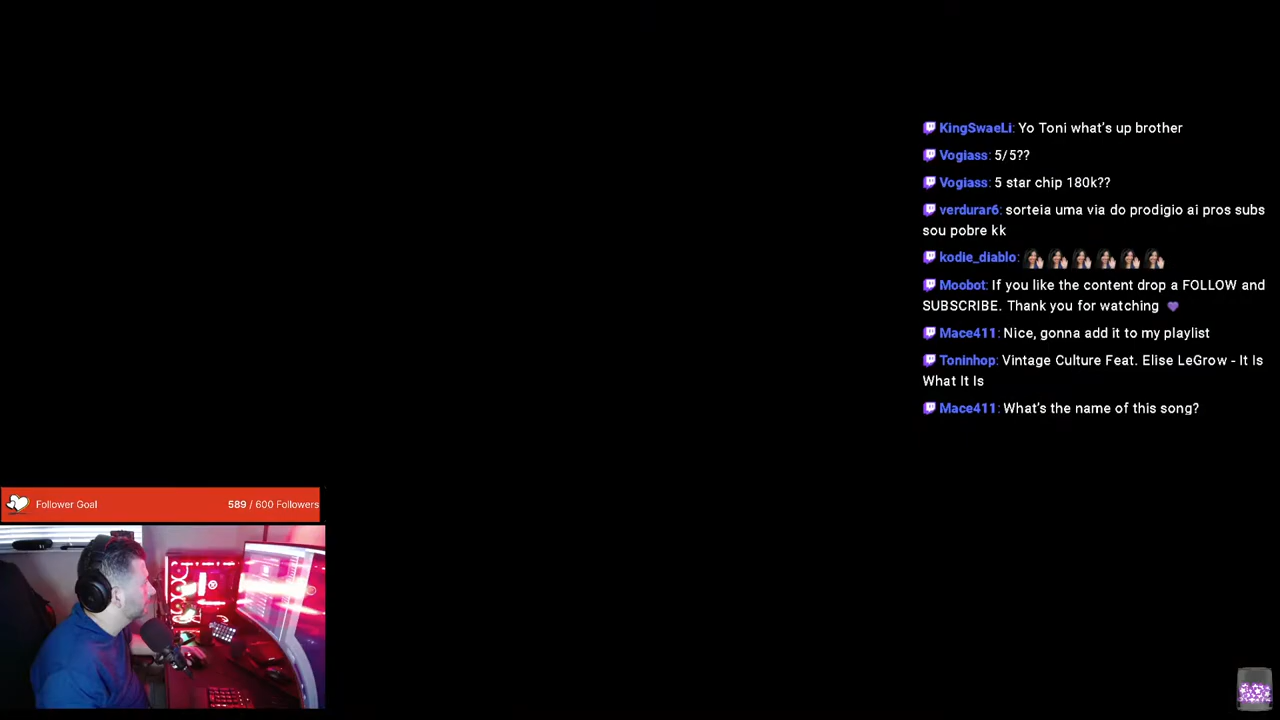 KingSwaeLi: Yo Toni what's up brother
Vogiass: 5/5??
Vogiass: 5 star chip 180k??
verdurar6: sorteia uma via do prodigio ai pros subs
sou pobre kk
kodie_diablo:
Moobot: If you like the content drop a FOLLOW and
SUBSCRIBE. Thank you for watching
Mace411: Nice, gonna add it to my playlist
Toninhop: Vintage Culture Feat. Elise LeGrow - It Is
What It Is
Mace411: What's the name of this song?
Follower Goal 589 / 600 Followers